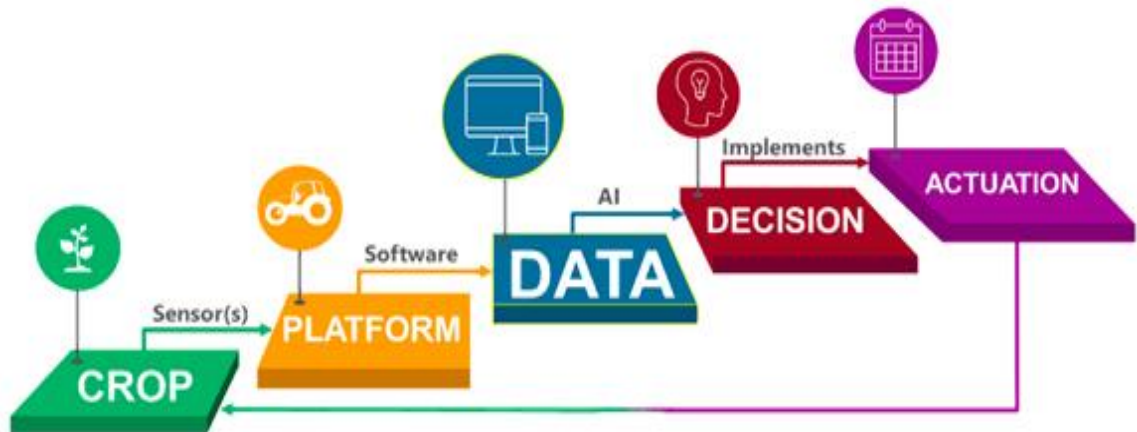 CROP
Sensor(s)
PLATFORM
Software
DATA
AI
DECISION
Implements
ACTUATION